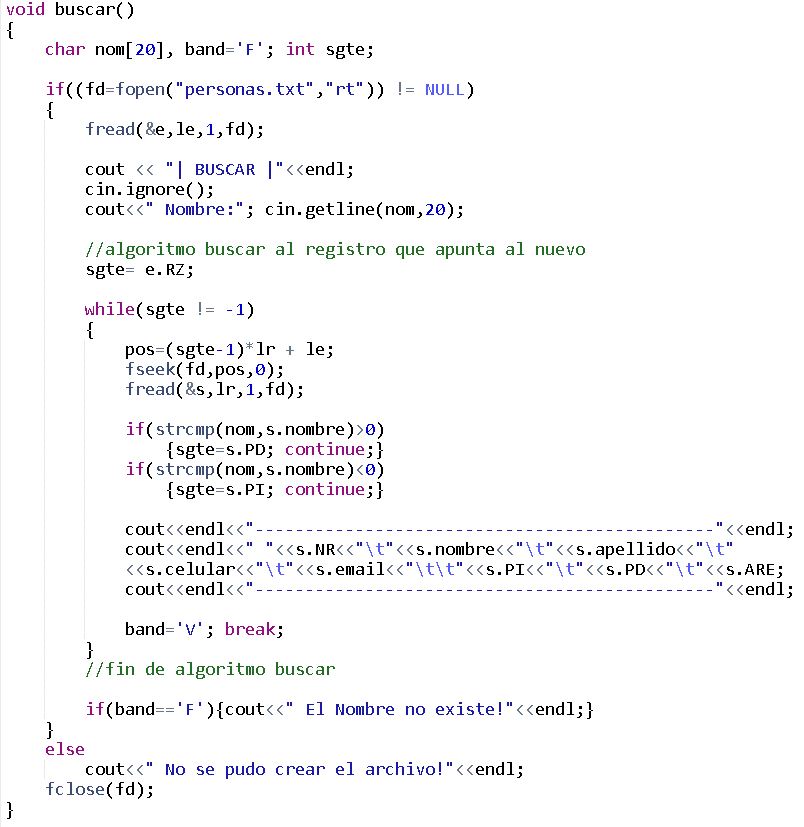 void buscar()
{
    char nom[20], band='F'; int sgte;

    if((fd=fopen("personas.txt","rt")) != NULL)
    {
        fread(&e,le,1,fd);

        cout << "| BUSCAR |"<<endl;
        cin.ignore();
        cout<<" Nombre:"; cin.getline(nom,20);

        //algoritmo buscar al registro que apunta al nuevo
        sgte= e.RZ;

        while(sgte != -1)
        {
            pos=(sgte-1)*lr + le;
            fseek(fd,pos,0);
            fread(&s,lr,1,fd);

            if(strcmp(nom,s.nombre)>0)
                {sgte=s.PD; continue;}
            if(strcmp(nom,s.nombre)<0)
                {sgte=s.PI; continue;}

            cout<<endl<<"----------------------------------------------"<<endl;
            cout<<endl<<" "<<s.NR<<"\t"<<s.nombre<<"\t"<<s.apellido<<"\t"
            <<s.celular<<"\t"<<s.email<<"\t\t"<<s.PI<<"\t"<<s.PD<<"\t"<<s.ARE;
            cout<<endl<<"----------------------------------------------"<<endl;

            band='V'; break;
        }
        //fin de algoritmo buscar

        if(band=='F'){cout<<" El Nombre no existe!"<<endl;}
    }
    else
        cout<<" No se pudo crear el archivo!"<<endl;
    fclose(fd);
}